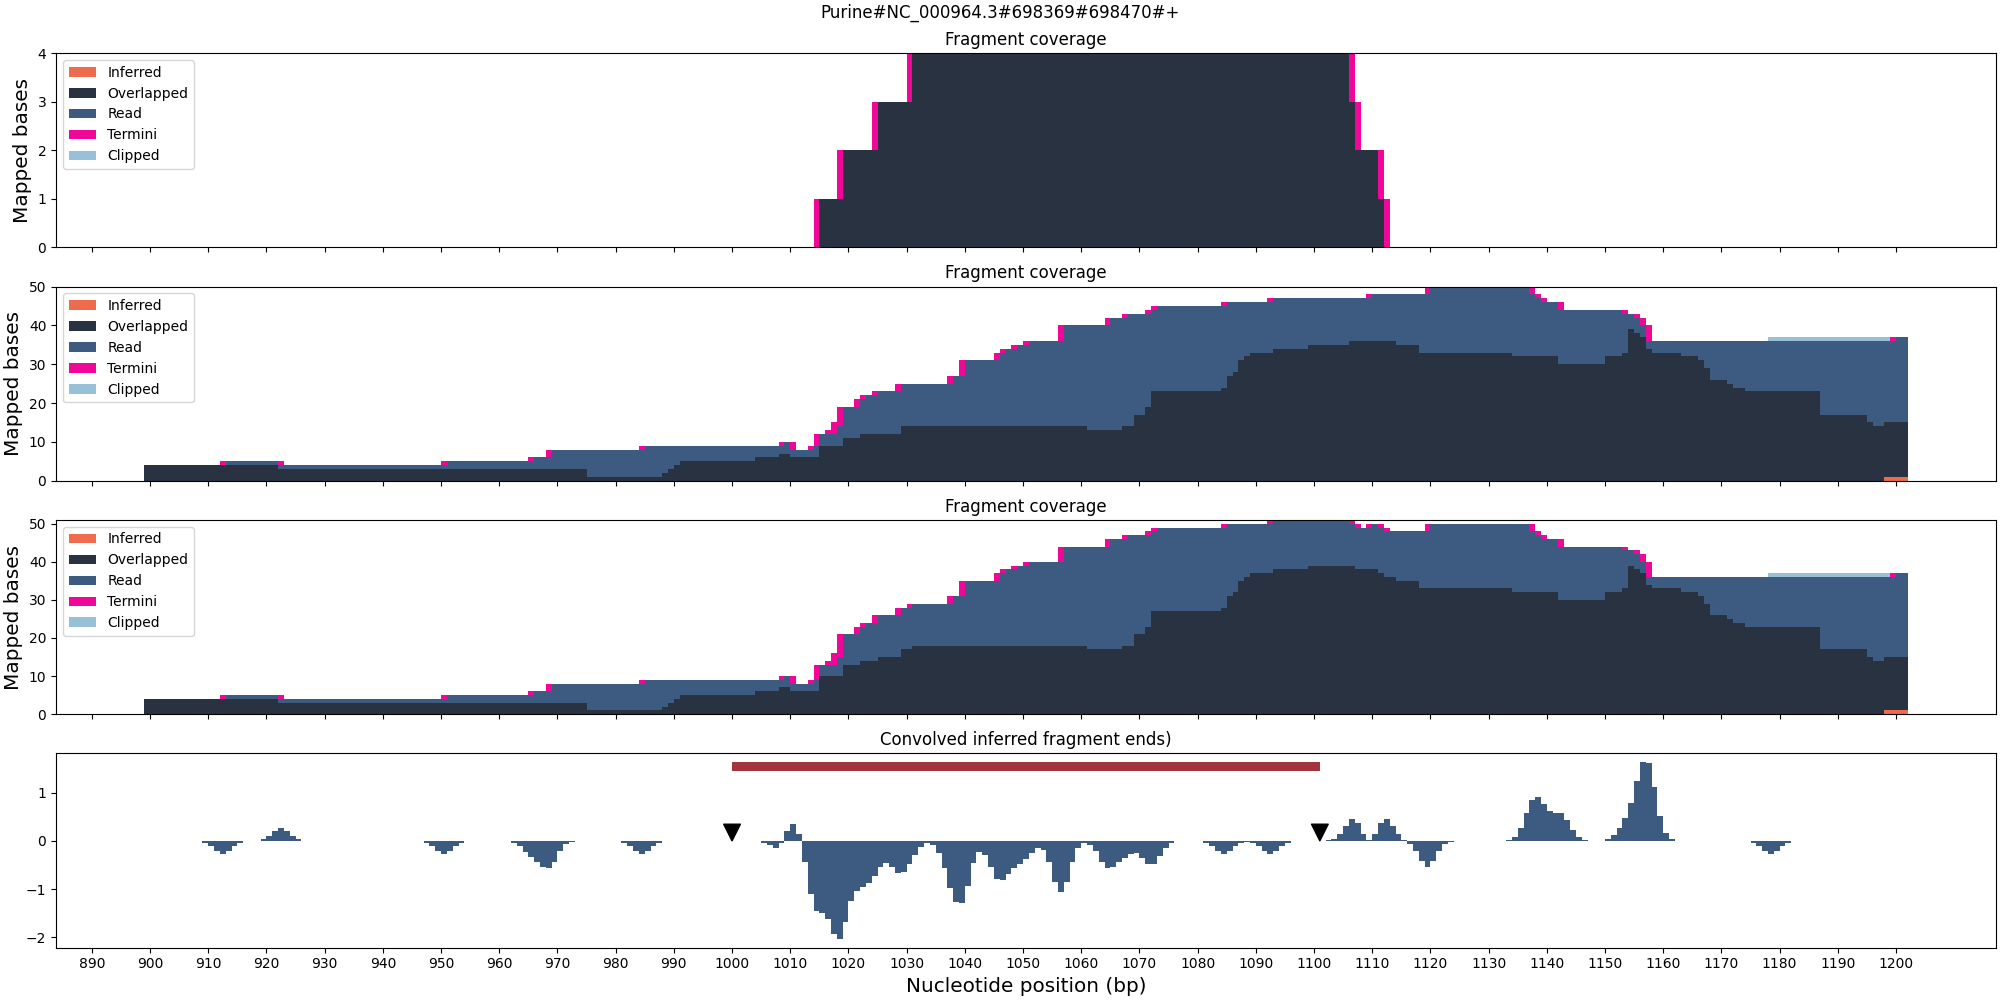 Purine#NC_000964.3#698369#698470#+
Fragment coverage
Mapped bases
4
3
2
1
0
Inferred
Overlapped
Read
Termini
Clipped
Fragment coverage
Mapped bases
50
40
30
20
10
0
Inferred
Overlapped
Read
Termini
Clipped
Fragment coverage
Mapped bases
50
40
30
20
10
0
Inferred
Overlapped
Read
Termini
Clipped
Convolved inferred fragment ends)
1
0
−1
−2
890 900 910 920 930 940 950 960 970 980 990 1000 1010 1020 1030 1040 1050 1060 1070 1080 1090 1100 1110 1120 1130 1140 1150 1160 1170 1180 1190 1200
Nucleotide position (bp)